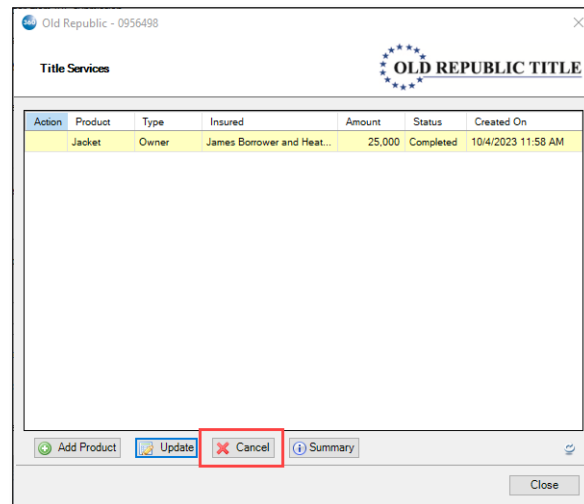 360 Old Republic - 0956498
Title Services
OLD REPUBLIC TITLE
Action Product Type Insured Amount Status Created On
Jacket Owner James Borrower and Heat... 25,000 Completed 10/4/2023 11:58 AM
Add Product Update Cancel Summary
Close